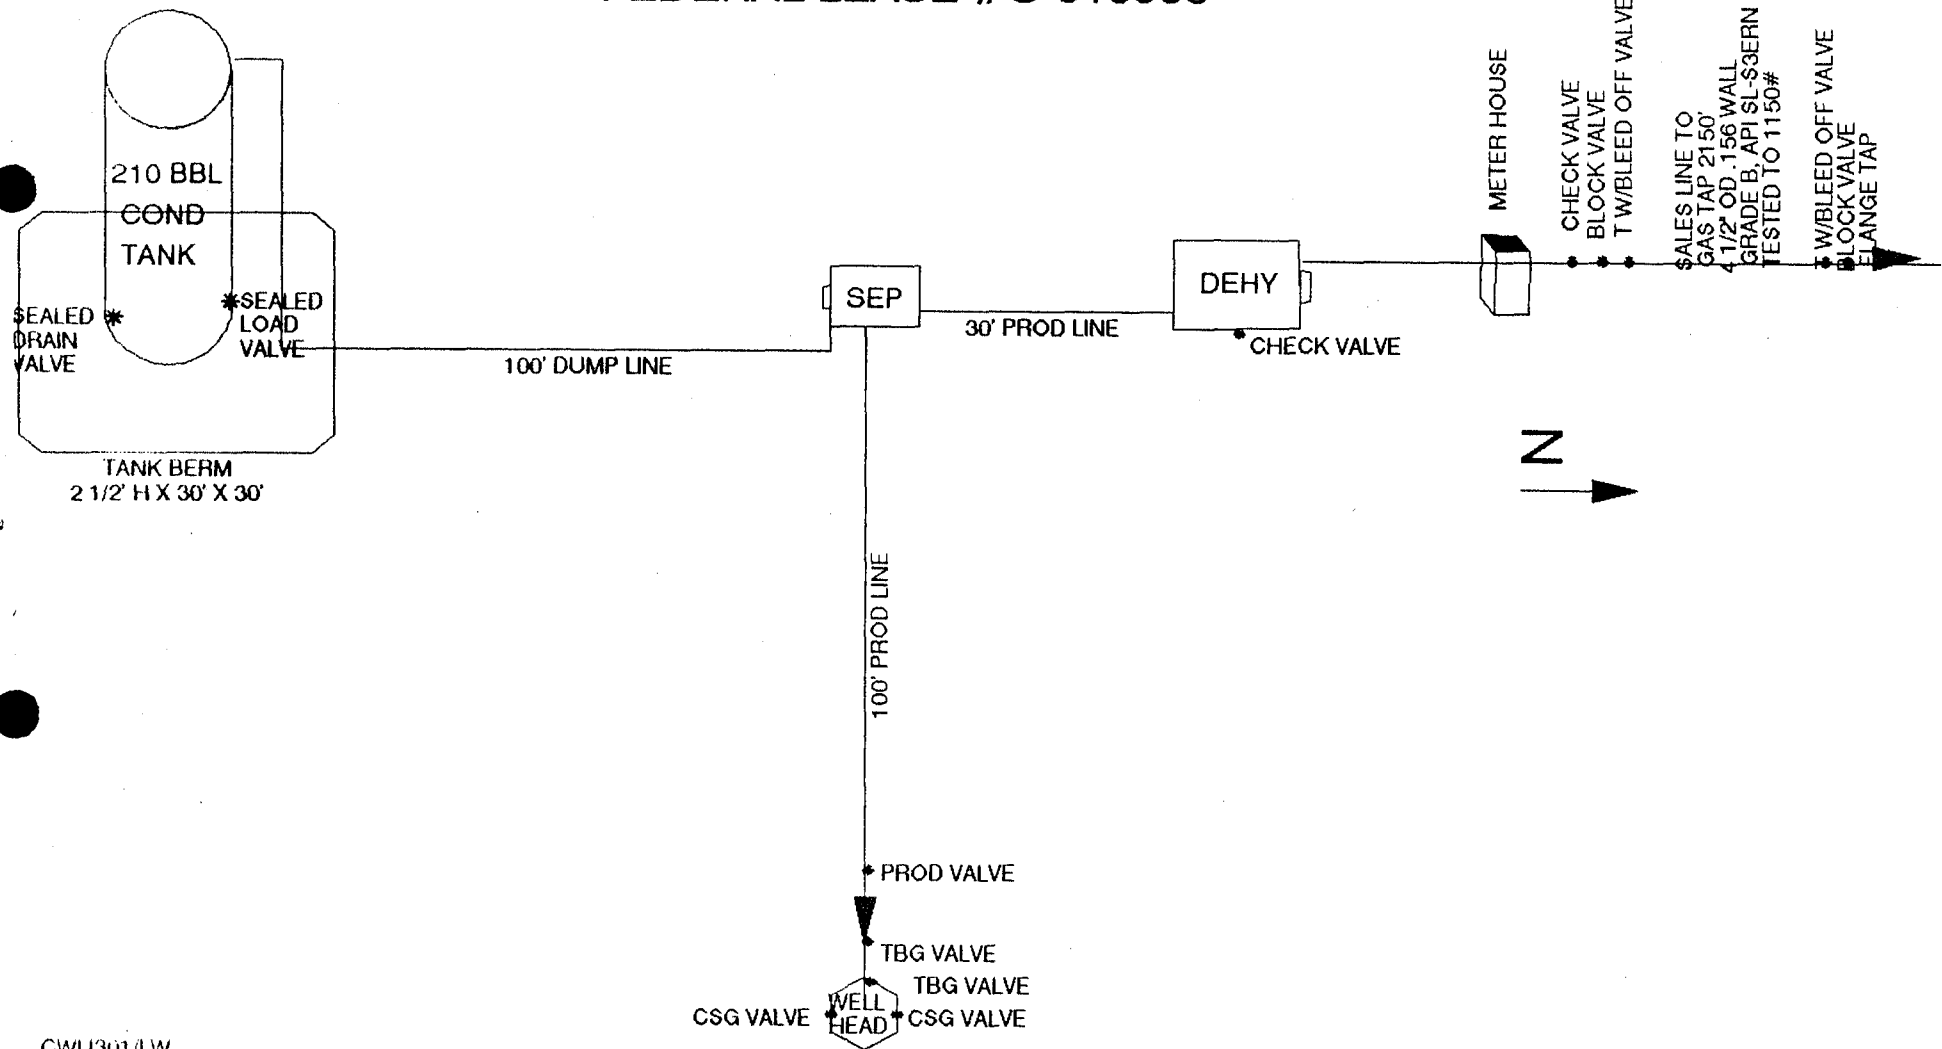 210 BBL
COND
TANK
SEALED
DRAIN
VALVE
SEALED
LOAD
VALVE
TANK BERM
2 1/2' H X 30' X 30'
100' DUMP LINE
SEP
30' PROD LINE
DEHY
CHECK VALVE
METER HOUSE
CHECK VALVE
BLOCK VALVE
T W/BLEED OFF VALVE
SALES LINE TO
GAS TAP 2150'
4 1/2" OD .156 WALL
GRADE B, API SL-S3ERN
TESTED TO 1150#
T W/BLEED OFF VALVE
BLOCK VALVE
FLANGE TAP
N
100' PROD LINE
PROD VALVE
TBG VALVE
TBG VALVE
CSG VALVE
WELL
HEAD
CSG VALVE